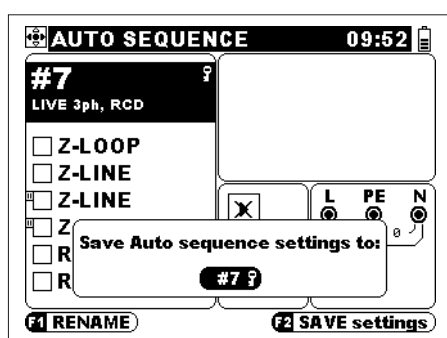 AUTO SEQUENCE 09:52
#7
LIVE 3ph, RCD
Z-LOOP
Z-LINE
Z-LINE
Z
R
R
L PE N
Save Auto sequence settings to:
#7
F1 RENAME
F2 SAVE settings